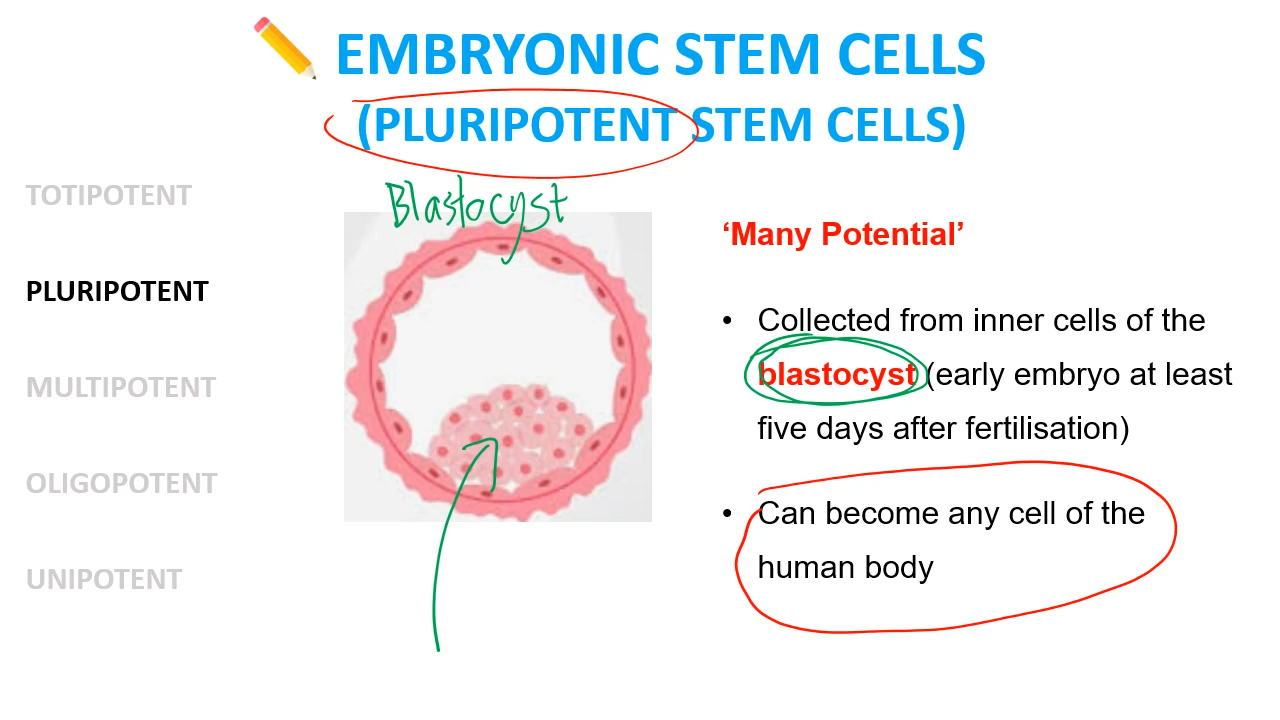 EMBRYONIC STEM CELLS
(PLURIPOTENT STEM CELLS)
TOTIPOTENT
PLURIPOTENT
MULTIPOTENT
OLIGOPOTENT
UNIPOTENT
Blastocyst
‘Many Potential’
• Collected from inner cells of the
blastocyst (early embryo at least
five days after fertilisation)
• Can become any cell of the
human body